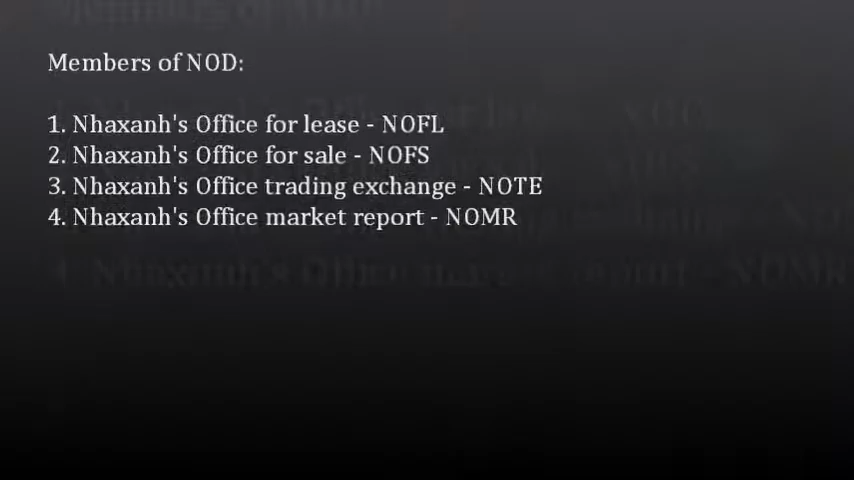 Members of NOD:
1. Nhaxanh's Office for lease - NOFL
2. Nhaxanh's Office for sale - NOFS
3. Nhaxanh's Office trading exchange - NOTE
4. Nhaxanh's Office market report - NOMR